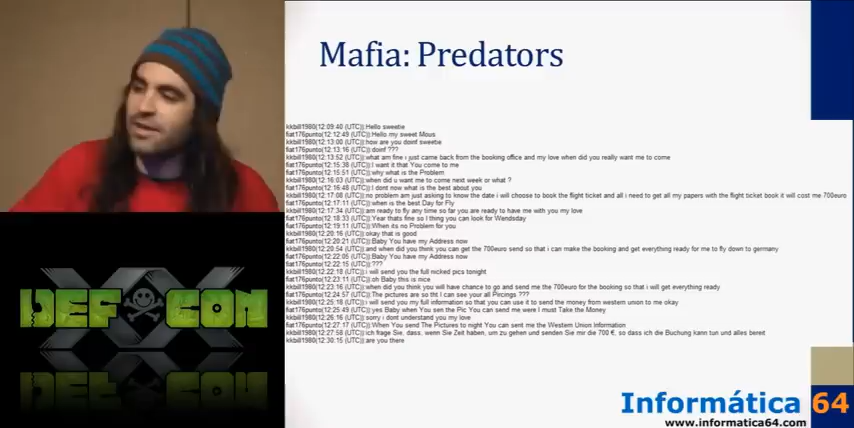 Mafia: Predators
kkbill1980(12:09:40 (UTC)):Hello sweetie
fiat176punto(12:12:49 (UTC)):Hello my sweet Mous
kkbill1980(12:13:00 (UTC)):how are you doinf sweetie
fiat176punto(12:13:16 (UTC)):doinf ???
kkbill1980(12:13:52 (UTC)):what am fine i just came back from the booking office and my love when did you really want me to come
fiat176punto(12:15:38 (UTC)):I want it that You come to me
fiat176punto(12:15:51 (UTC)):why what is the Problem
kkbill1980(12:16:03 (UTC)):when did u want me to come next week or what ?
fiat176punto(12:16:48 (UTC)):I dont now what is the best about you
kkbill1980(12:17:08 (UTC)):no problem am just asking to know the date i will choose to book the flight ticket and all i need to get all my papers with the flight ticket book it will cost me 700euro
fiat176punto(12:17:11 (UTC)):when is the best Day for Fly
kkbill1980(12:17:34 (UTC)):am ready to fly any time so far you are ready to have me with you my love
fiat176punto(12:18:33 (UTC)):Year thats fine so I thing you can look for Wendsday
fiat176punto(12:19:11 (UTC)):When its no Problem for you
kkbill1980(12:20:16 (UTC)):okay that is good
fiat176punto(12:20:21 (UTC)):Baby You have my Address now
kkbill1980(12:20:54 (UTC)):and when did you think you can get the 700euro send so that i can make the booking and get everything ready for me to fly down to germany
fiat176punto(12:22:05 (UTC)):Baby You have my Address now
fiat176punto(12:22:15 (UTC)):???
kkbill1980(12:22:18 (UTC)):i will send you the full nicked pics tonight
fiat176punto(12:23:11 (UTC)):oh Baby this is nice
kkbill1980(12:23:16 (UTC)):when did you think you will have chance to go and send me the 700euro for the booking so that i will get everything ready
fiat176punto(12:24:57 (UTC)):The pictures are so tht I can see your all Pircings ???
kkbill1980(12:25:18 (UTC)):i will send you my full information so that you can use it to send the money from western union to me okay
fiat176punto(12:25:49 (UTC)):yes Baby when You sen the Pic You can send me were I must Take the Money
kkbill1980(12:26:16 (UTC)):sorry i dont understand you my love
fiat176punto(12:27:17 (UTC)):When You send The Pictures to night You can sent me the Western Union Information
kkbill1980(12:27:58 (UTC)):ich frage Sie, dass, wenn Sie Zeit haben, um zu gehen und senden Sie mir die 700 €, so dass ich die Buchung kann tun und alles bereit
kkbill1980(12:30:15 (UTC)):are you there
DEF CON
XX
Informática 64
www.informatica64.com